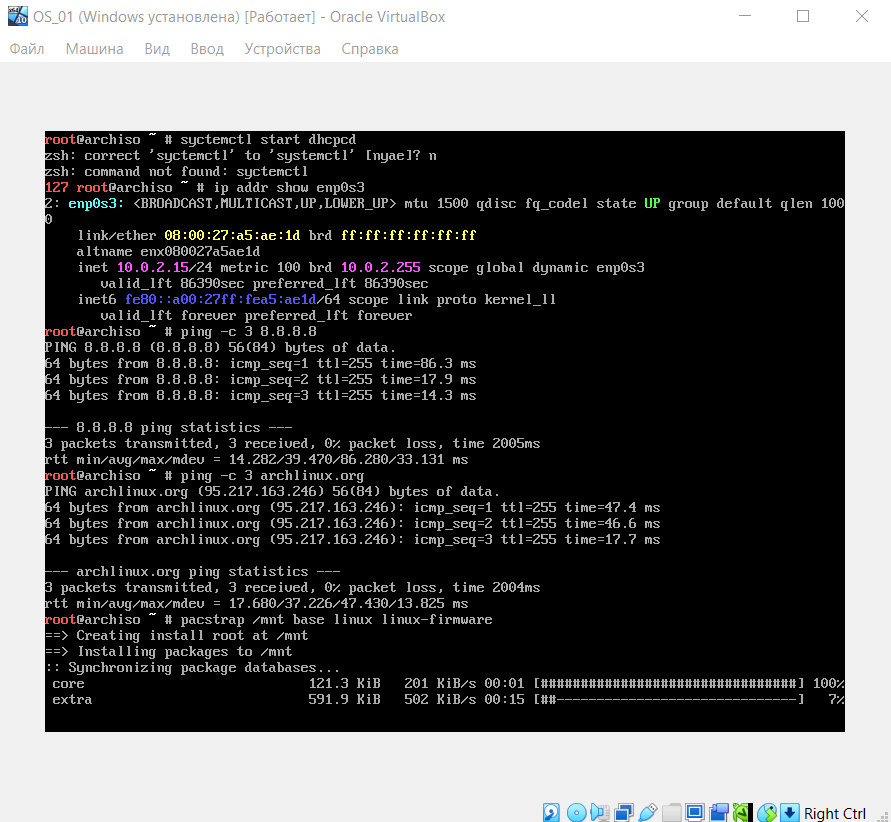 OS_01 (Windows установлена) [Работает] - Oracle VirtualBox
Файл Машина Вид Ввод Устройства Справка
root@archiso ~ # syctemctl start dhcpcd
zsh: correct 'syctemctl' to 'systemctl' [nyae]? n
zsh: command not found: syctemctl
127 root@archiso ~ # ip addr show enp0s3
2: enp0s3: <BROADCAST,MULTICAST,UP,LOWER_UP> mtu 1500 qdisc fq_codel state UP group default qlen 100
0
link/ether 08:00:27:a5:ae:1d brd ff:ff:ff:ff:ff:ff
altname enx080027a5ae1d
inet 10.0.2.15/24 metric 100 brd 10.0.2.255 scope global dynamic enp0s3
valid_lft 86390sec preferred_lft 86390sec
inet6 fe80::a00:27ff:fea5:ae1d/64 scope link proto kernel_ll
valid_lft forever preferred_lft forever
root@archiso ~ # ping -c 3 8.8.8.8
PING 8.8.8.8 (8.8.8.8) 56(84) bytes of data.
64 bytes from 8.8.8.8: icmp_seq=1 ttl=255 time=86.3 ms
64 bytes from 8.8.8.8: icmp_seq=2 ttl=255 time=17.9 ms
64 bytes from 8.8.8.8: icmp_seq=3 ttl=255 time=14.3 ms
--- 8.8.8.8 ping statistics ---
3 packets transmitted, 3 received, 0% packet loss, time 2005ms
rtt min/avg/max/mdev = 14.282/39.470/86.280/33.131 ms
root@archiso ~ # ping -c 3 archlinux.org
PING archlinux.org (95.217.163.246) 56(84) bytes of data.
64 bytes from archlinux.org (95.217.163.246): icmp_seq=1 ttl=255 time=47.4 ms
64 bytes from archlinux.org (95.217.163.246): icmp_seq=2 ttl=255 time=46.6 ms
64 bytes from archlinux.org (95.217.163.246): icmp_seq=3 ttl=255 time=17.7 ms
--- archlinux.org ping statistics ---
3 packets transmitted, 3 received, 0% packet loss, time 2004ms
rtt min/avg/max/mdev = 17.680/37.226/47.430/13.825 ms
root@archiso ~ # pacstrap /mnt base linux linux-firmware
==> Creating install root at /mnt
==> Installing packages to /mnt
:: Synchronizing package databases...
core 121.3 KiB 201 KiB/s 00:01 [################################] 100%
extra 591.9 KiB 502 KiB/s 00:15 [##------------------------------] 7%
Right Ctrl